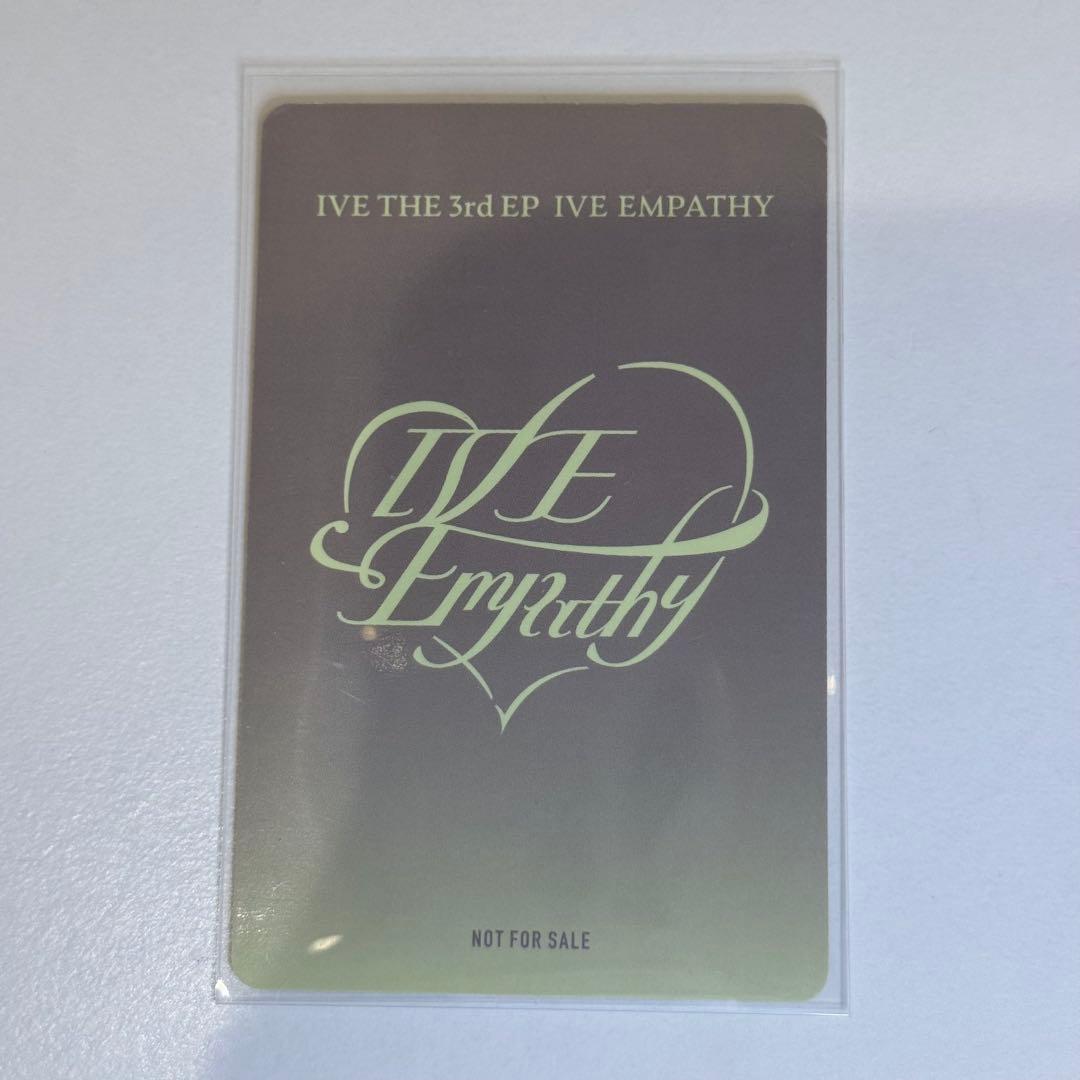 IVE THE 3rd EP IVE EMPATHY
IVE
Empathy
NOT FOR SALE